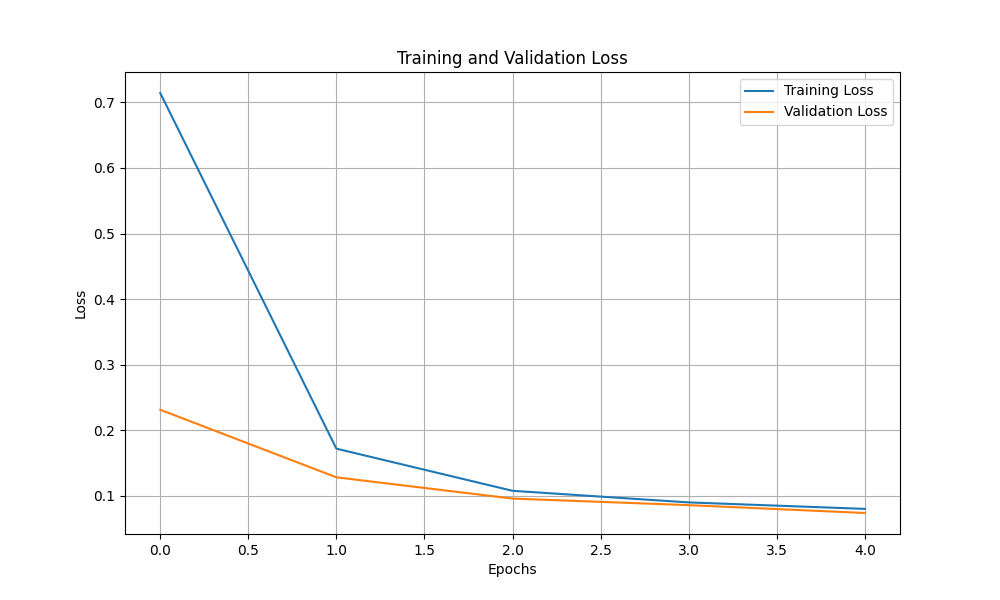 Training and Validation Loss
Training Loss
Validation Loss
0.7
0.6
0.5
0.4
0.3
0.2
0.1
Loss
0.0 0.5 1.0 1.5 2.0 2.5 3.0 3.5 4.0
Epochs